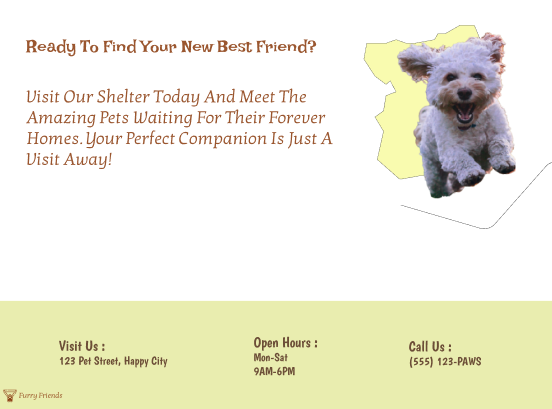 Ready To Find Your New Best Friend?
Visit Our Shelter Today And Meet The
Amazing Pets Waiting For Their Forever
Homes. Your Perfect Companion Is Just A
Visit Away!
Visit Us :
123 Pet Street, Happy City
Open Hours :
Mon-Sat
9AM-6PM
Call Us :
(555) 123-PAWS
Furry Friends